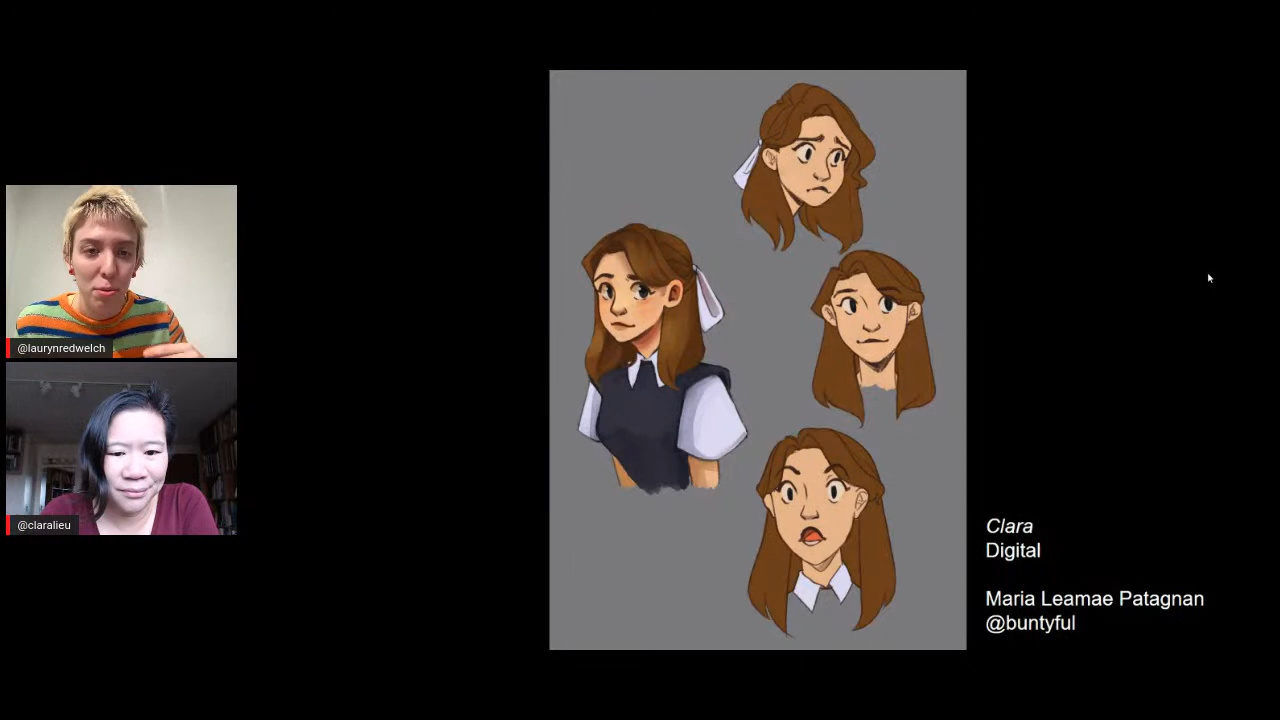 @laurynredwelch
@claralieu
Clara
Digital
Maria Leamae Patagnan
@buntyful